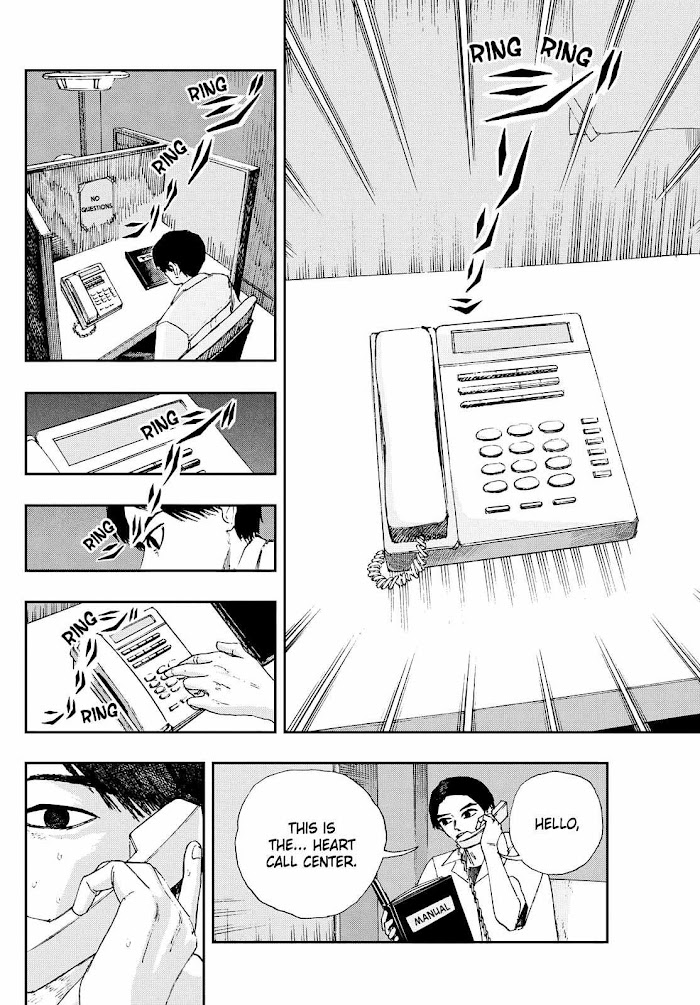 RING RING
RING
RING
NO
QUESTIONS
RING
RING
RING
RING
HELLO,
THIS IS
THE... HEART
CALL CENTER.
MANUAL